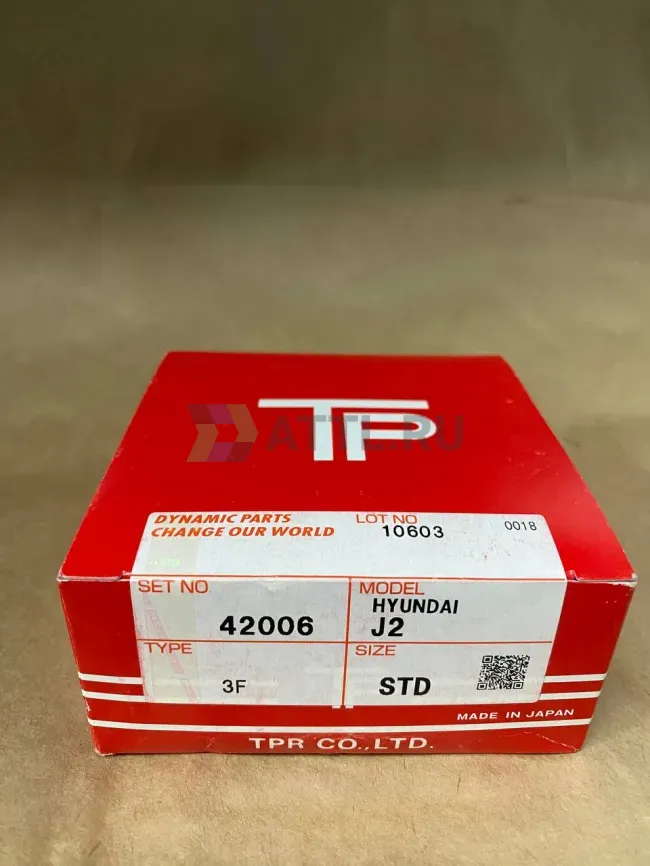 TP
ATTL.RU
DYNAMIC PARTS
CHANGE OUR WORLD
LOT NO
10603
0018
SET NO
42006
MODEL
HYUNDAI
J2
TYPE
3F
SIZE
STD
MADE IN JAPAN
TPR CO.,LTD.